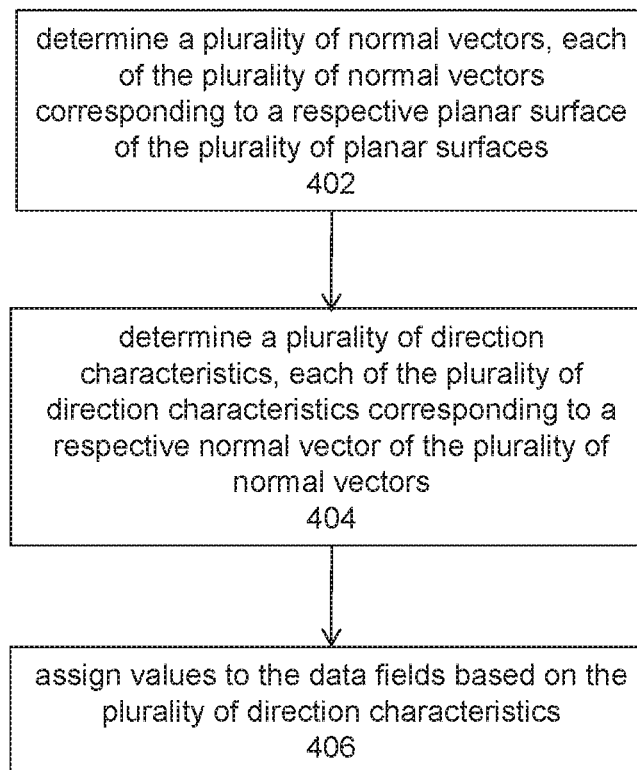 determine a plurality of normal vectors, each
of the plurality of normal vectors
corresponding to a respective planar surface
of the plurality of planar surfaces
402
determine a plurality of direction
characteristics, each of the plurality of
direction characteristics corresponding to a
respective normal vector of the plurality of
normal vectors
404
assign values to the data fields based on the
plurality of direction characteristics
406